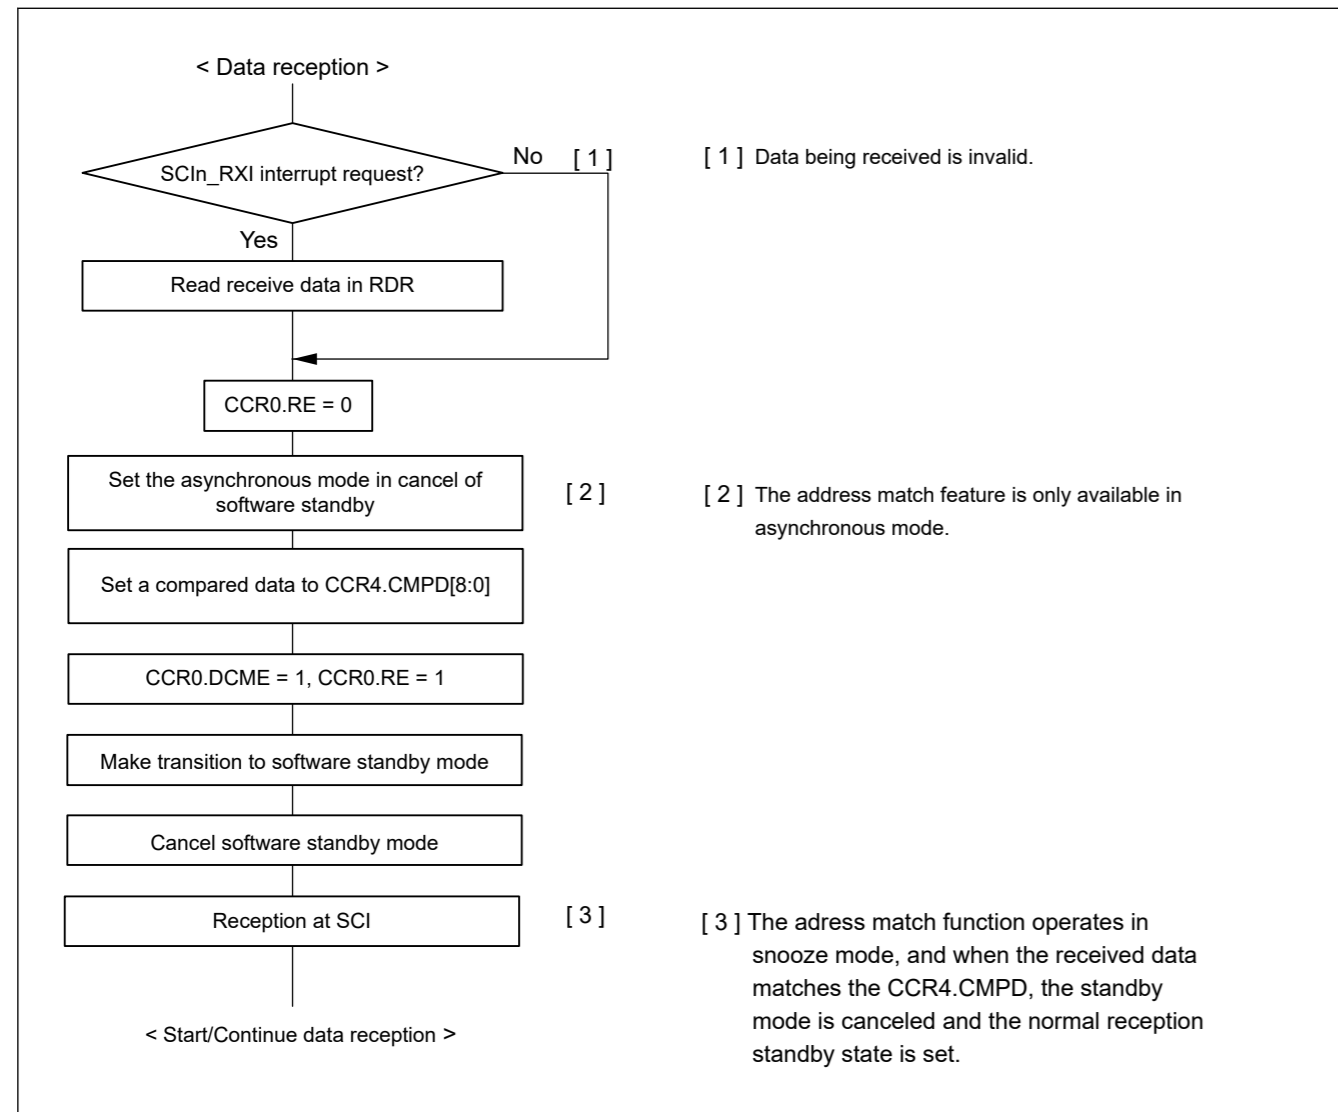 < Data reception >
SCIn_RXI interrupt request?
No
[ 1 ]
[ 1 ] Data being received is invalid.
Yes
Read receive data in RDR
CCR0.RE = 0
Set the asynchronous mode in cancel of
software standby
[ 2 ]
[ 2 ] The address match feature is only available in
asynchronous mode.
Set a compared data to CCR4.CMPD[8:0]
CCR0.DCME = 1, CCR0.RE = 1
Make transition to software standby mode
Cancel software standby mode
Reception at SCI
[ 3 ]
[ 3 ] The adress match function operates in
snooze mode, and when the received data
matches the CCR4.CMPD, the standby
mode is canceled and the normal reception
standby state is set.
< Start/Continue data reception >